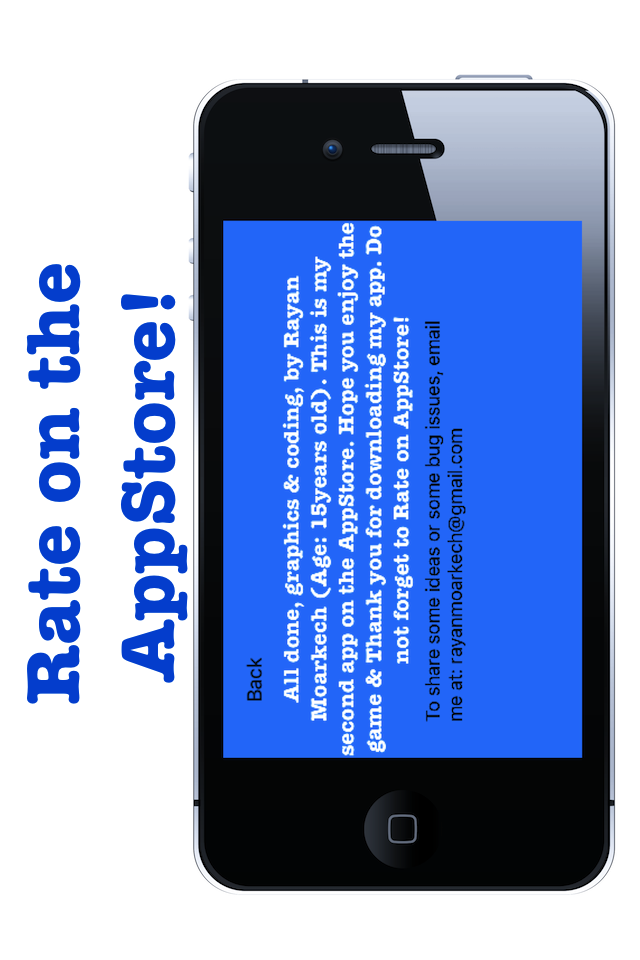 Rate on the
AppStore!
Back
All done, graphics & coding, by Rayan
Moarkech (Age: 15years old). This is my
second app on the AppStore. Hope you enjoy the
game & Thank you for downloading my app. Do
not forget to Rate on AppStore!
To share some ideas or some bug issues, email
me at: rayanmoarkech@gmail.com